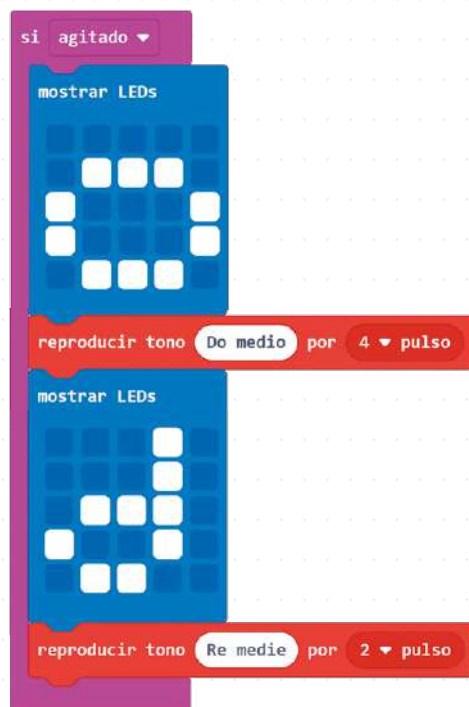 si agitado
mostrar LEDs
reproducir tono Do medio por 4 pulso
mostrar LEDs
reproducir tono Re medie por 2 pulso